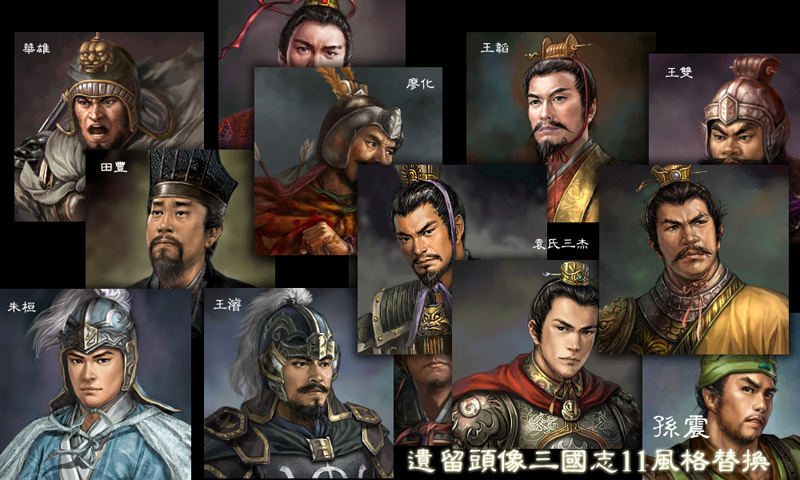 華雄
廖化
王韜
王雙
田豐
袁氏三杰
朱桓
王濬
孫震
遺留頭像三國志11風格替換